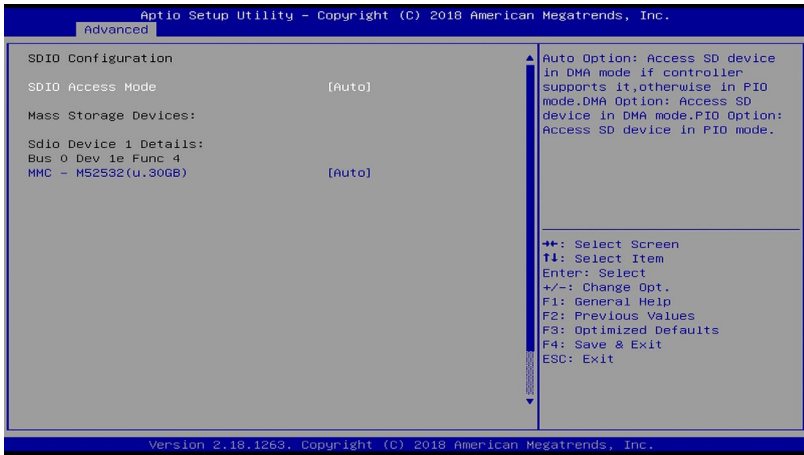 Aptio Setup Utility – Copyright (C) 2018 American Megatrends, Inc.
Advanced
SDIO Configuration
SDIO Access Mode [Auto]
Mass Storage Devices:
Sdio Device 1 Details:
Bus 0 Dev 1e Func 4
MMC – M52532(u.30GB) [Auto]
Auto Option: Access SD device
in DMA mode if controller
supports it,otherwise in PIO
mode.DMA Option: Access SD
device in DMA mode.PIO Option:
Access SD device in PIO mode.
→←: Select Screen
↑↓: Select Item
Enter: Select
+/-: Change Opt.
F1: General Help
F2: Previous Values
F3: Optimized Defaults
F4: Save & Exit
ESC: Exit
Version 2.18.1263. Copyright (C) 2018 American Megatrends, Inc.